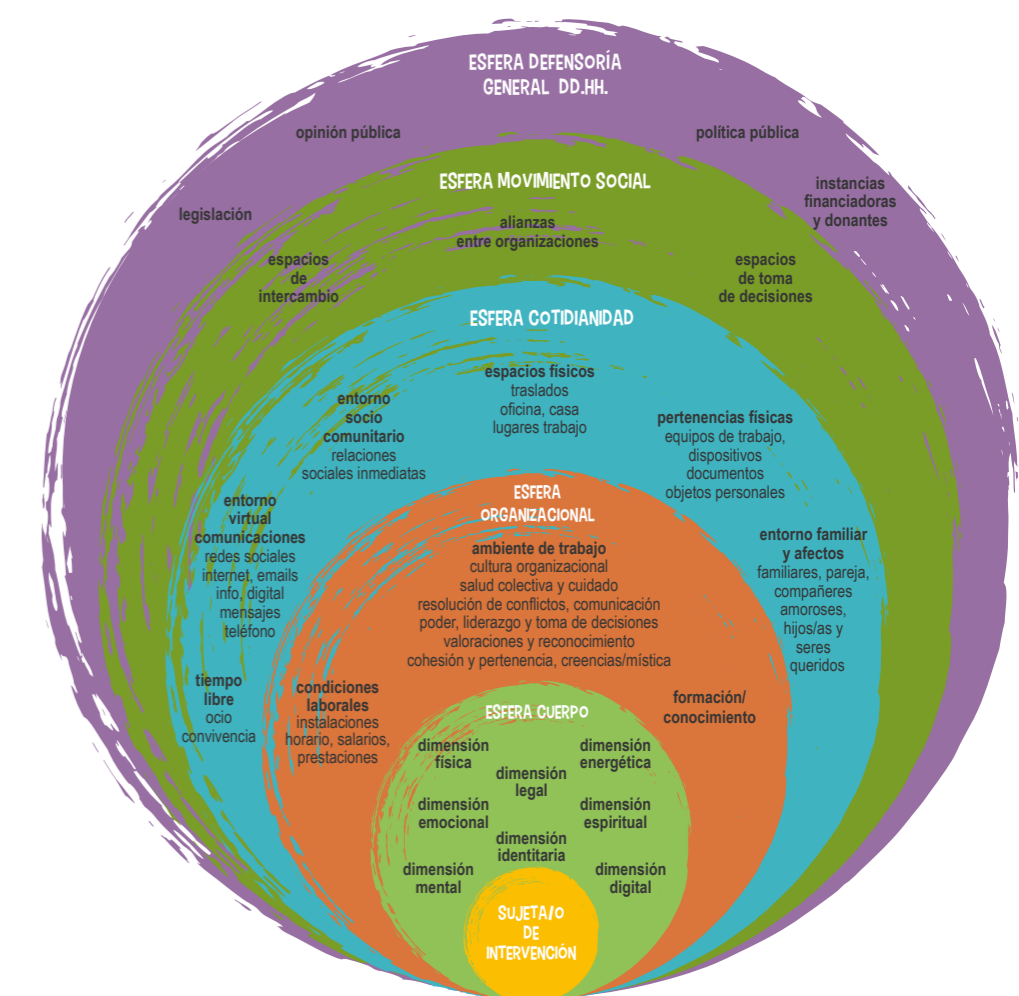 ESFERA DEFENSORÍA
GENERAL DD.HH.
opinión pública
política pública
legislación
instancias
financiadoras
y donantes
ESFERA MOVIMIENTO SOCIAL
alianzas
entre organizaciones
espacios
de
intercambio
espacios
de toma
de decisiones
ESFERA COTIDIANIDAD
espacios físicos
traslados
oficina, casa
lugares trabajo
entorno
socio
comunitario
relaciones
sociales inmediatas
pertenencias físicas
equipos de trabajo,
dispositivos
documentos
objetos personales
entorno
virtual
comunicaciones
redes sociales
internet, emails
info, digital
mensajes
teléfono
entorno familiar
y afectos
familiares, pareja,
compañeres
amoroses,
hijos/as y
seres
queridos
tiempo
libre
ocio
convivencia
ESFERA
ORGANIZACIONAL
ambiente de trabajo
cultura organizacional
salud colectiva y cuidado
resolución de conflictos, comunicación
poder, liderazgo y toma de decisiones
valoraciones y reconocimiento
cohesión y pertenencia, creencias/mística
condiciones
laborales
instalaciones
horario, salarios,
prestaciones
formación/
conocimiento
ESFERA CUERPO
dimensión
física
dimensión
energética
dimensión
legal
dimensión
emocional
dimensión
espiritual
dimensión
identitaria
dimensión
mental
dimensión
digital
SUJETA/O
DE
INTERVENCIÓN